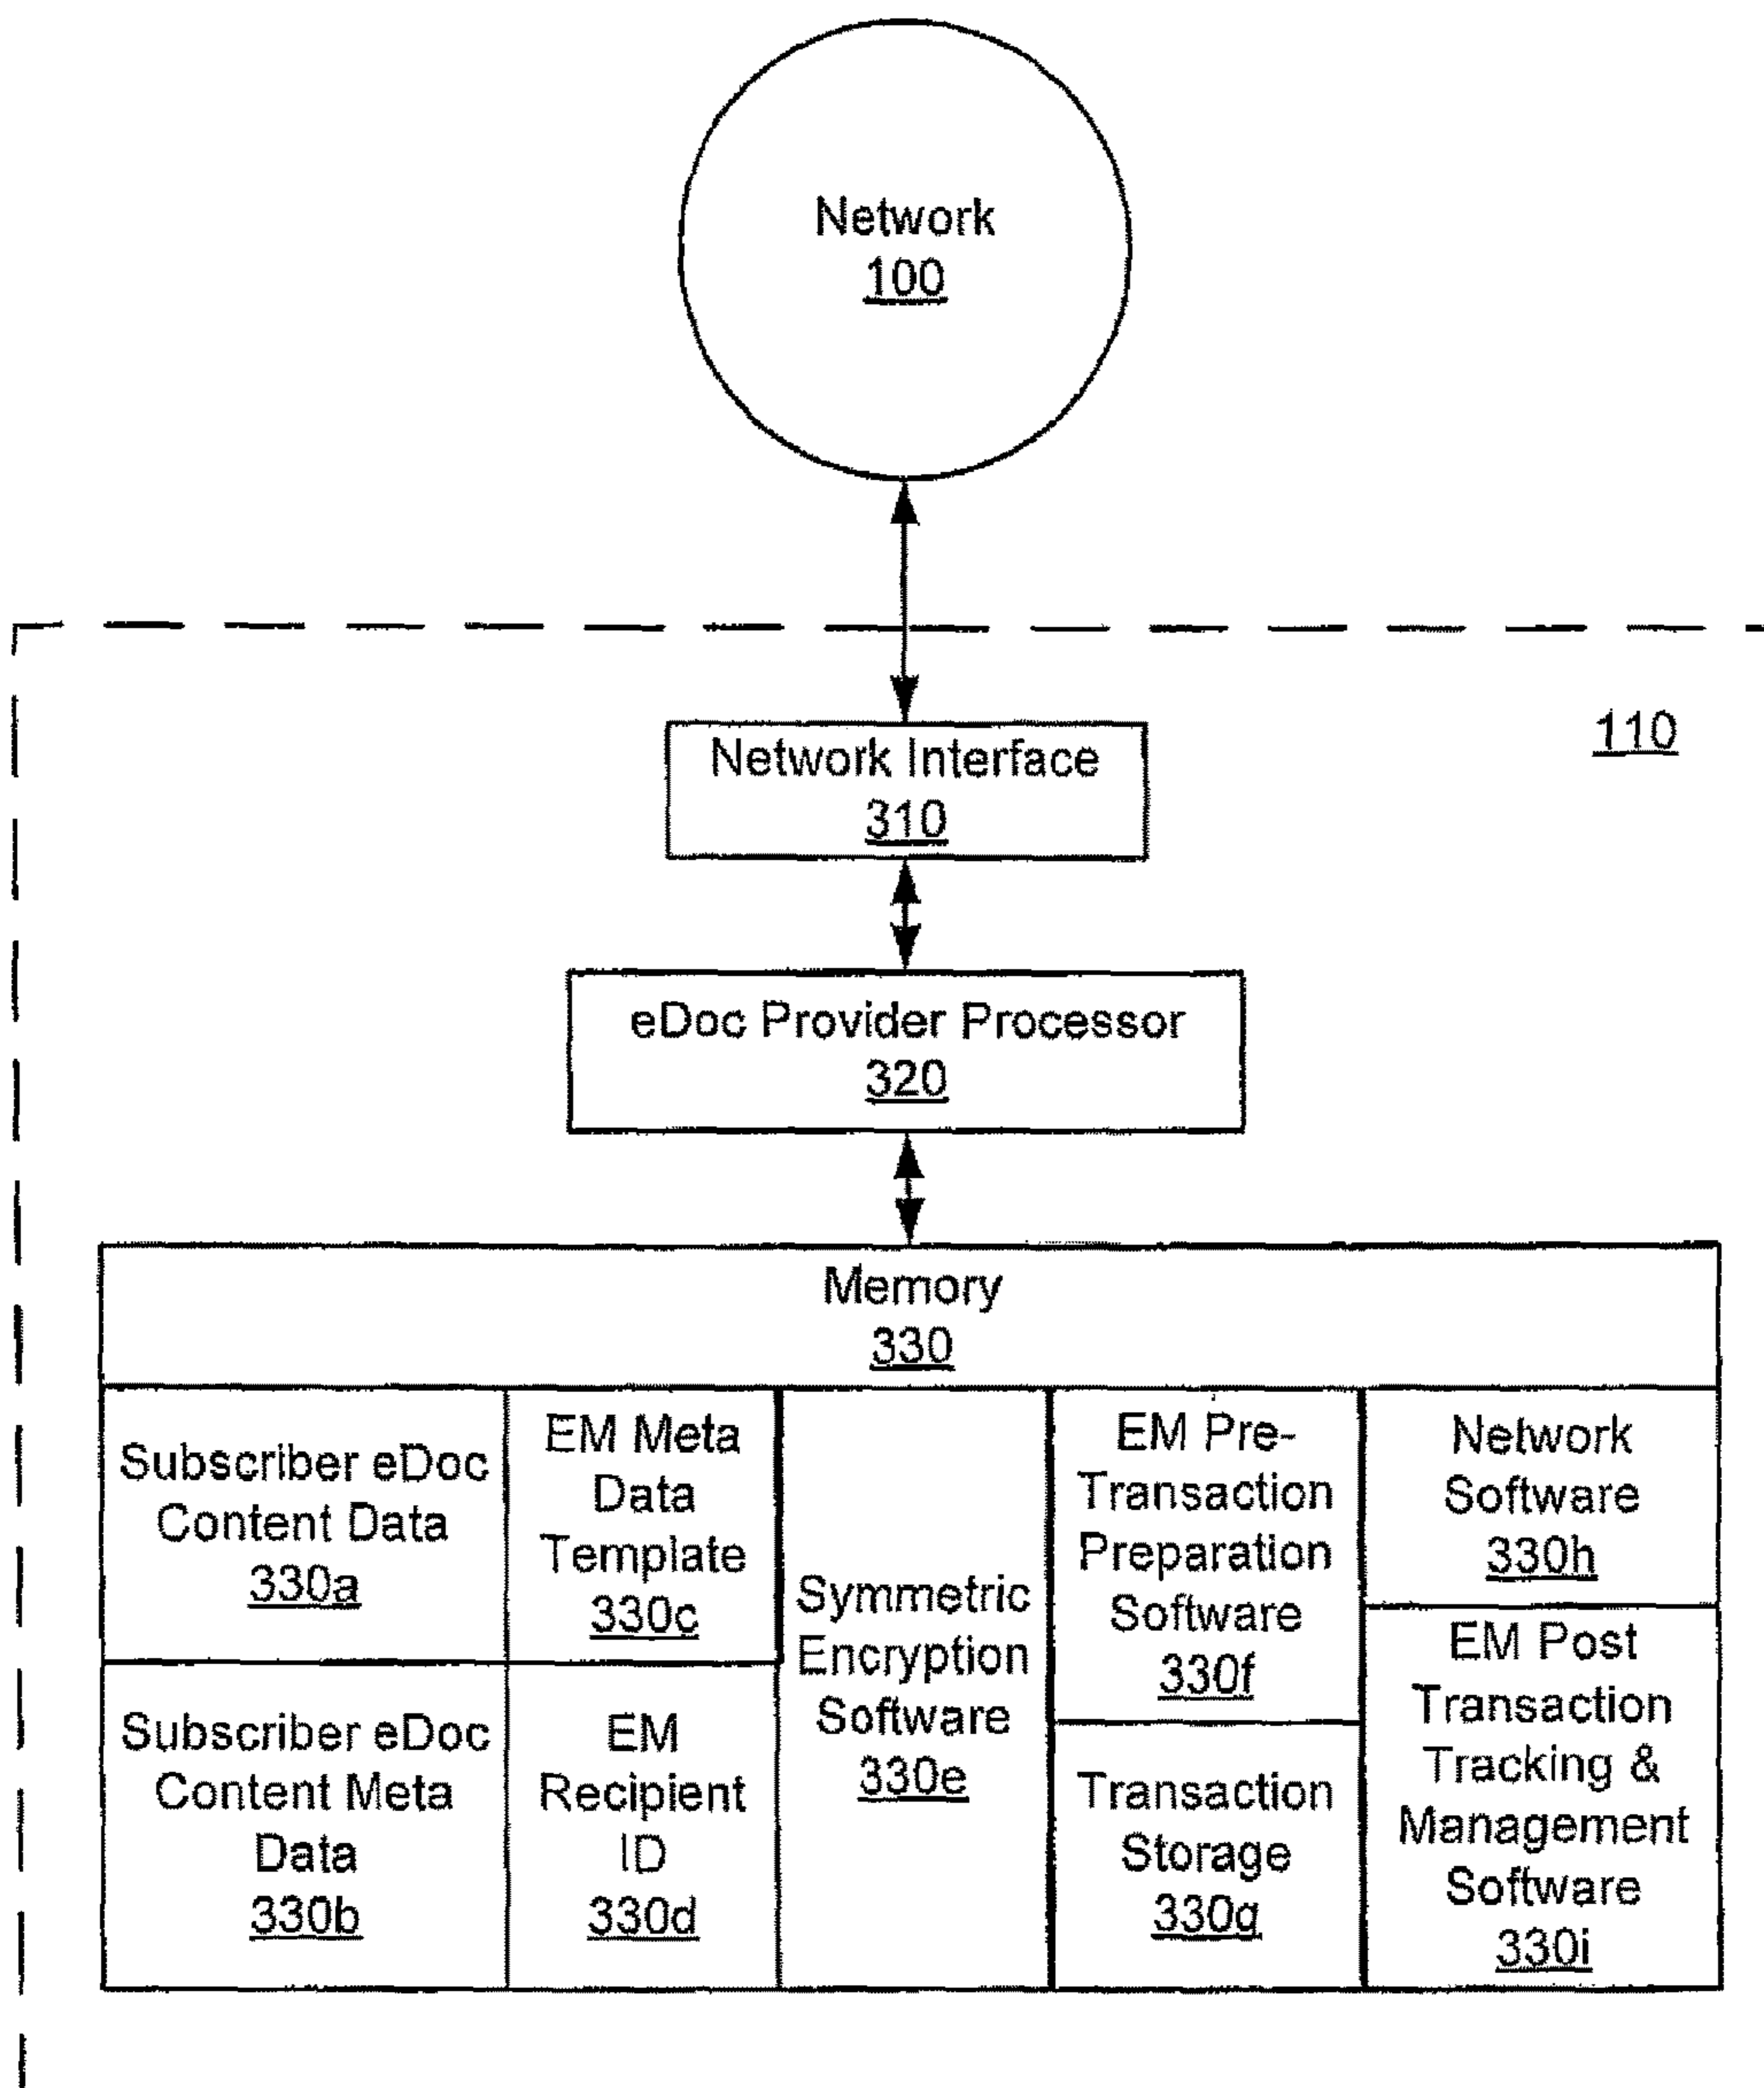 Network
100
110
Network Interface
310
eDoc Provider Processor
320
Memory
330
Subscriber eDoc
Content Data
330a
Subscriber eDoc
Content Meta
Data
330b
EM Meta
Data
Template
330c
EM
Recipient
ID
330d
Symmetric
Encryption
Software
330e
EM Pre-
Transaction
Preparation
Software
330f
Transaction
Storage
330g
Network
Software
330h
EM Post
Transaction
Tracking &
Management
Software
330i